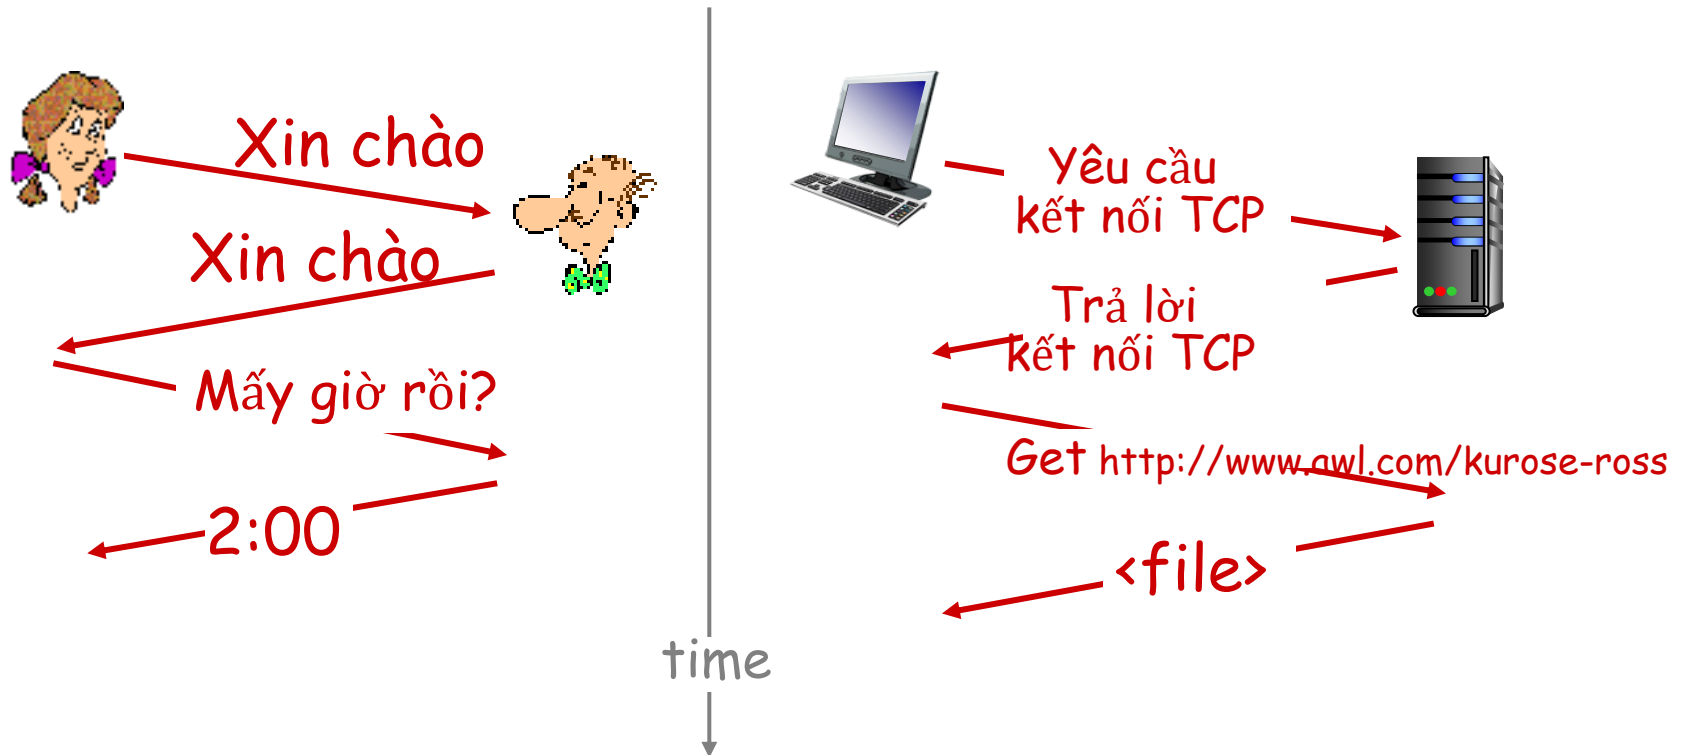 Xin chào
Xin chào
Mấy giờ rồi?
2:00
Yêu cầu
kết nối TCP
Trả lời
kết nối TCP
Get http://www.awl.com/kurose-ross
<file>
time